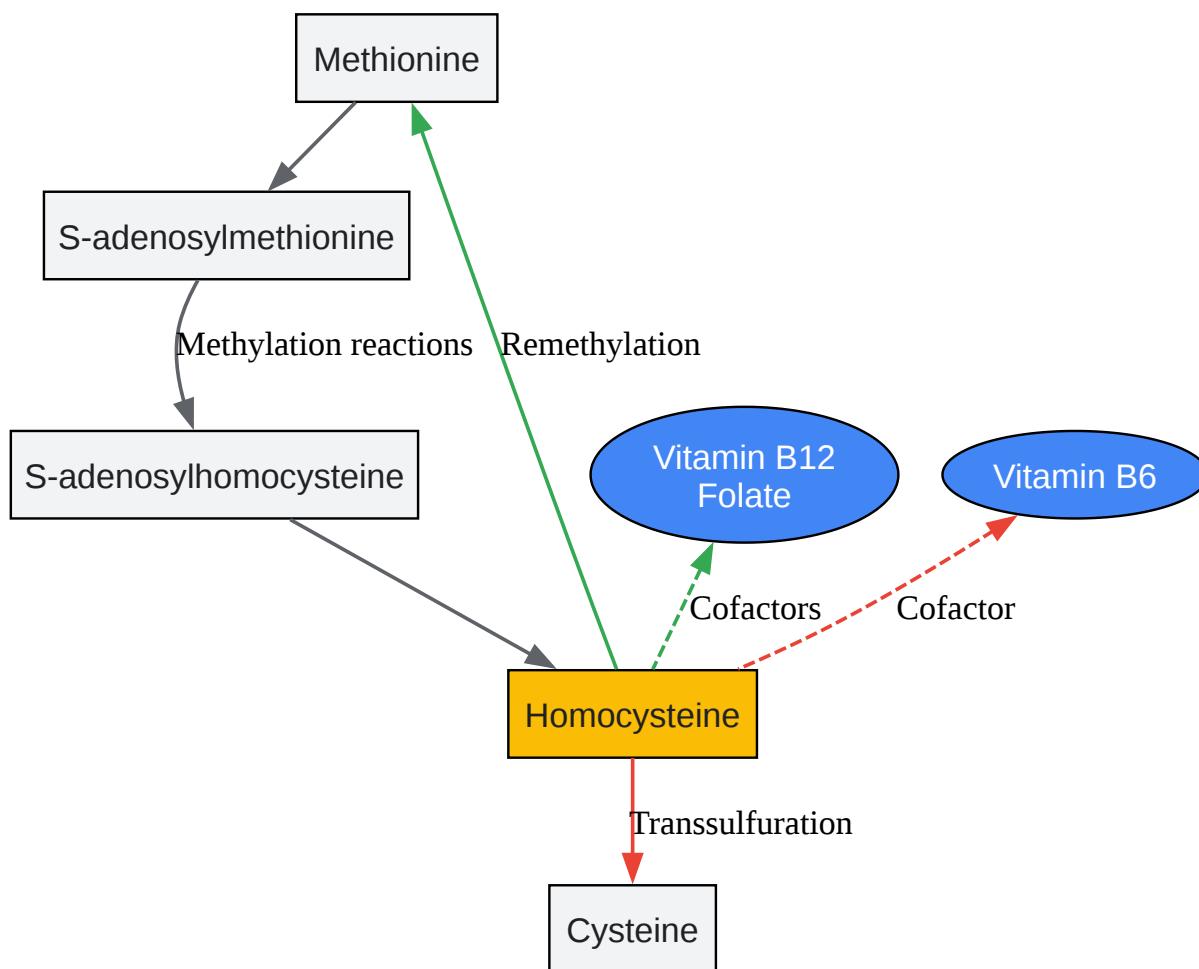 Methionine
S-adenosylmethionine
Methylation reactions
Remethylation
S-adenosylhomocysteine
Vitamin B12
Folate
Vitamin B6
Cofactors
Cofactor
Homocysteine
Transsulfuration
Cysteine